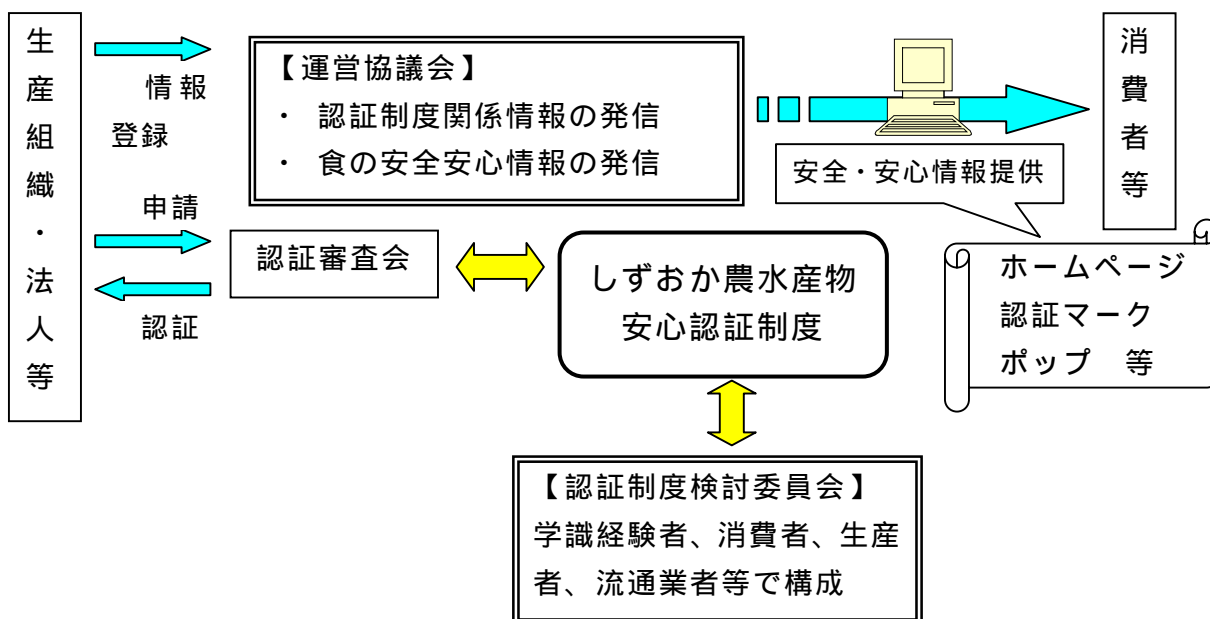 生産組織・法人等
情報
登録
申請
認証
【運営協議会】
・ 認証制度関係情報の発信
・ 食の安全安心情報の発信
消費者等
安全・安心情報提供
認証審査会
しずおか農水産物
安心認証制度
ホームページ
認証マーク
ポップ 等
【認証制度検討委員会】
学識経験者、消費者、生産
者、流通業者等で構成